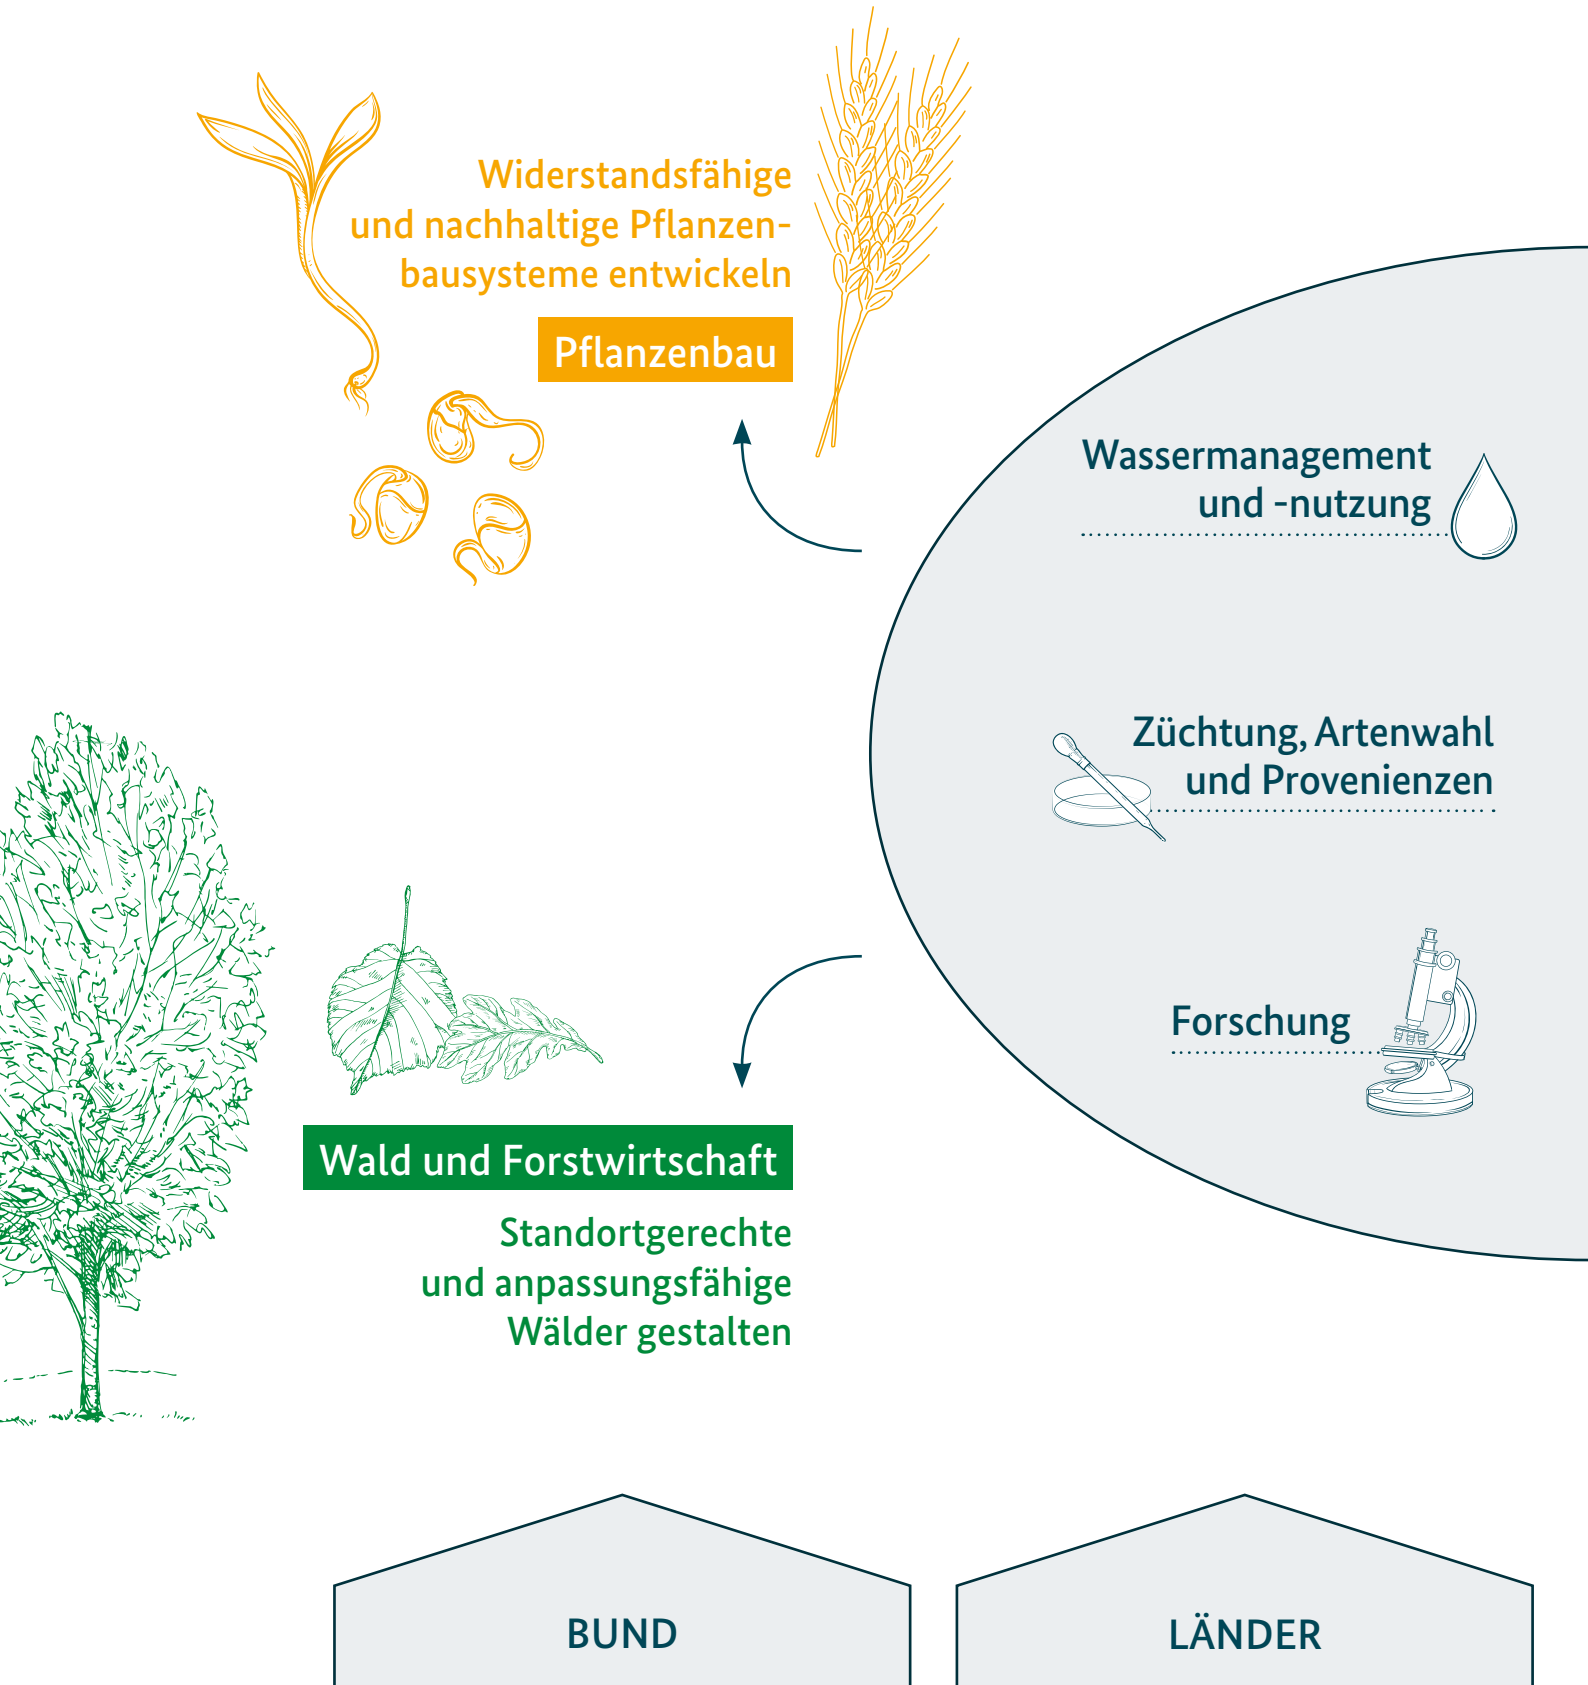 Widerstandsfähige
und nachhaltige Pflanzen-
bausysteme entwickeln
Pflanzenbau
Wassermanagement
und -nutzung
Züchtung, Artenwahl
und Provenienzen
Forschung
Wald und Forstwirtschaft
Standortgerechte
und anpassungsfähige
Wälder gestalten
BUND
LÄNDER